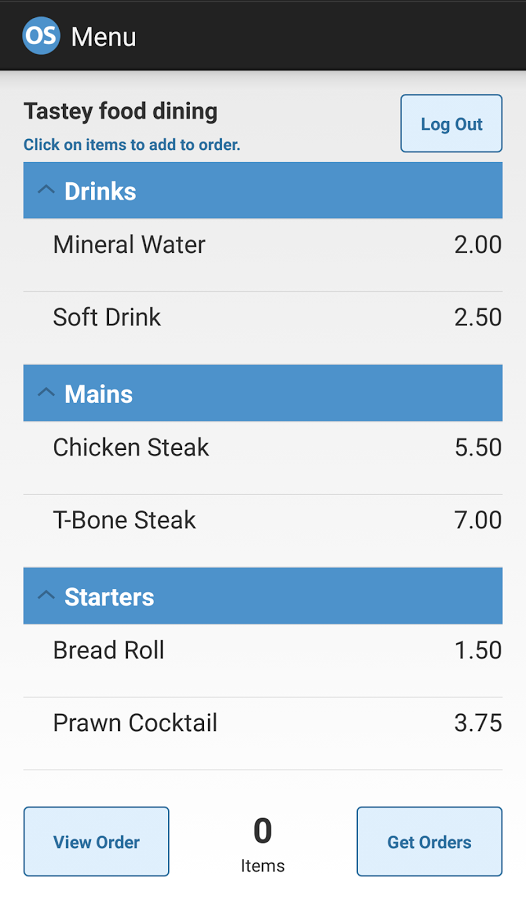 OS Menu
Tastey food dining
Log Out
Click on items to add to order.
Drinks
Mineral Water 2.00
Soft Drink 2.50
Mains
Chicken Steak 5.50
T-Bone Steak 7.00
Starters
Bread Roll 1.50
Prawn Cocktail 3.75
View Order
0
Items
Get Orders